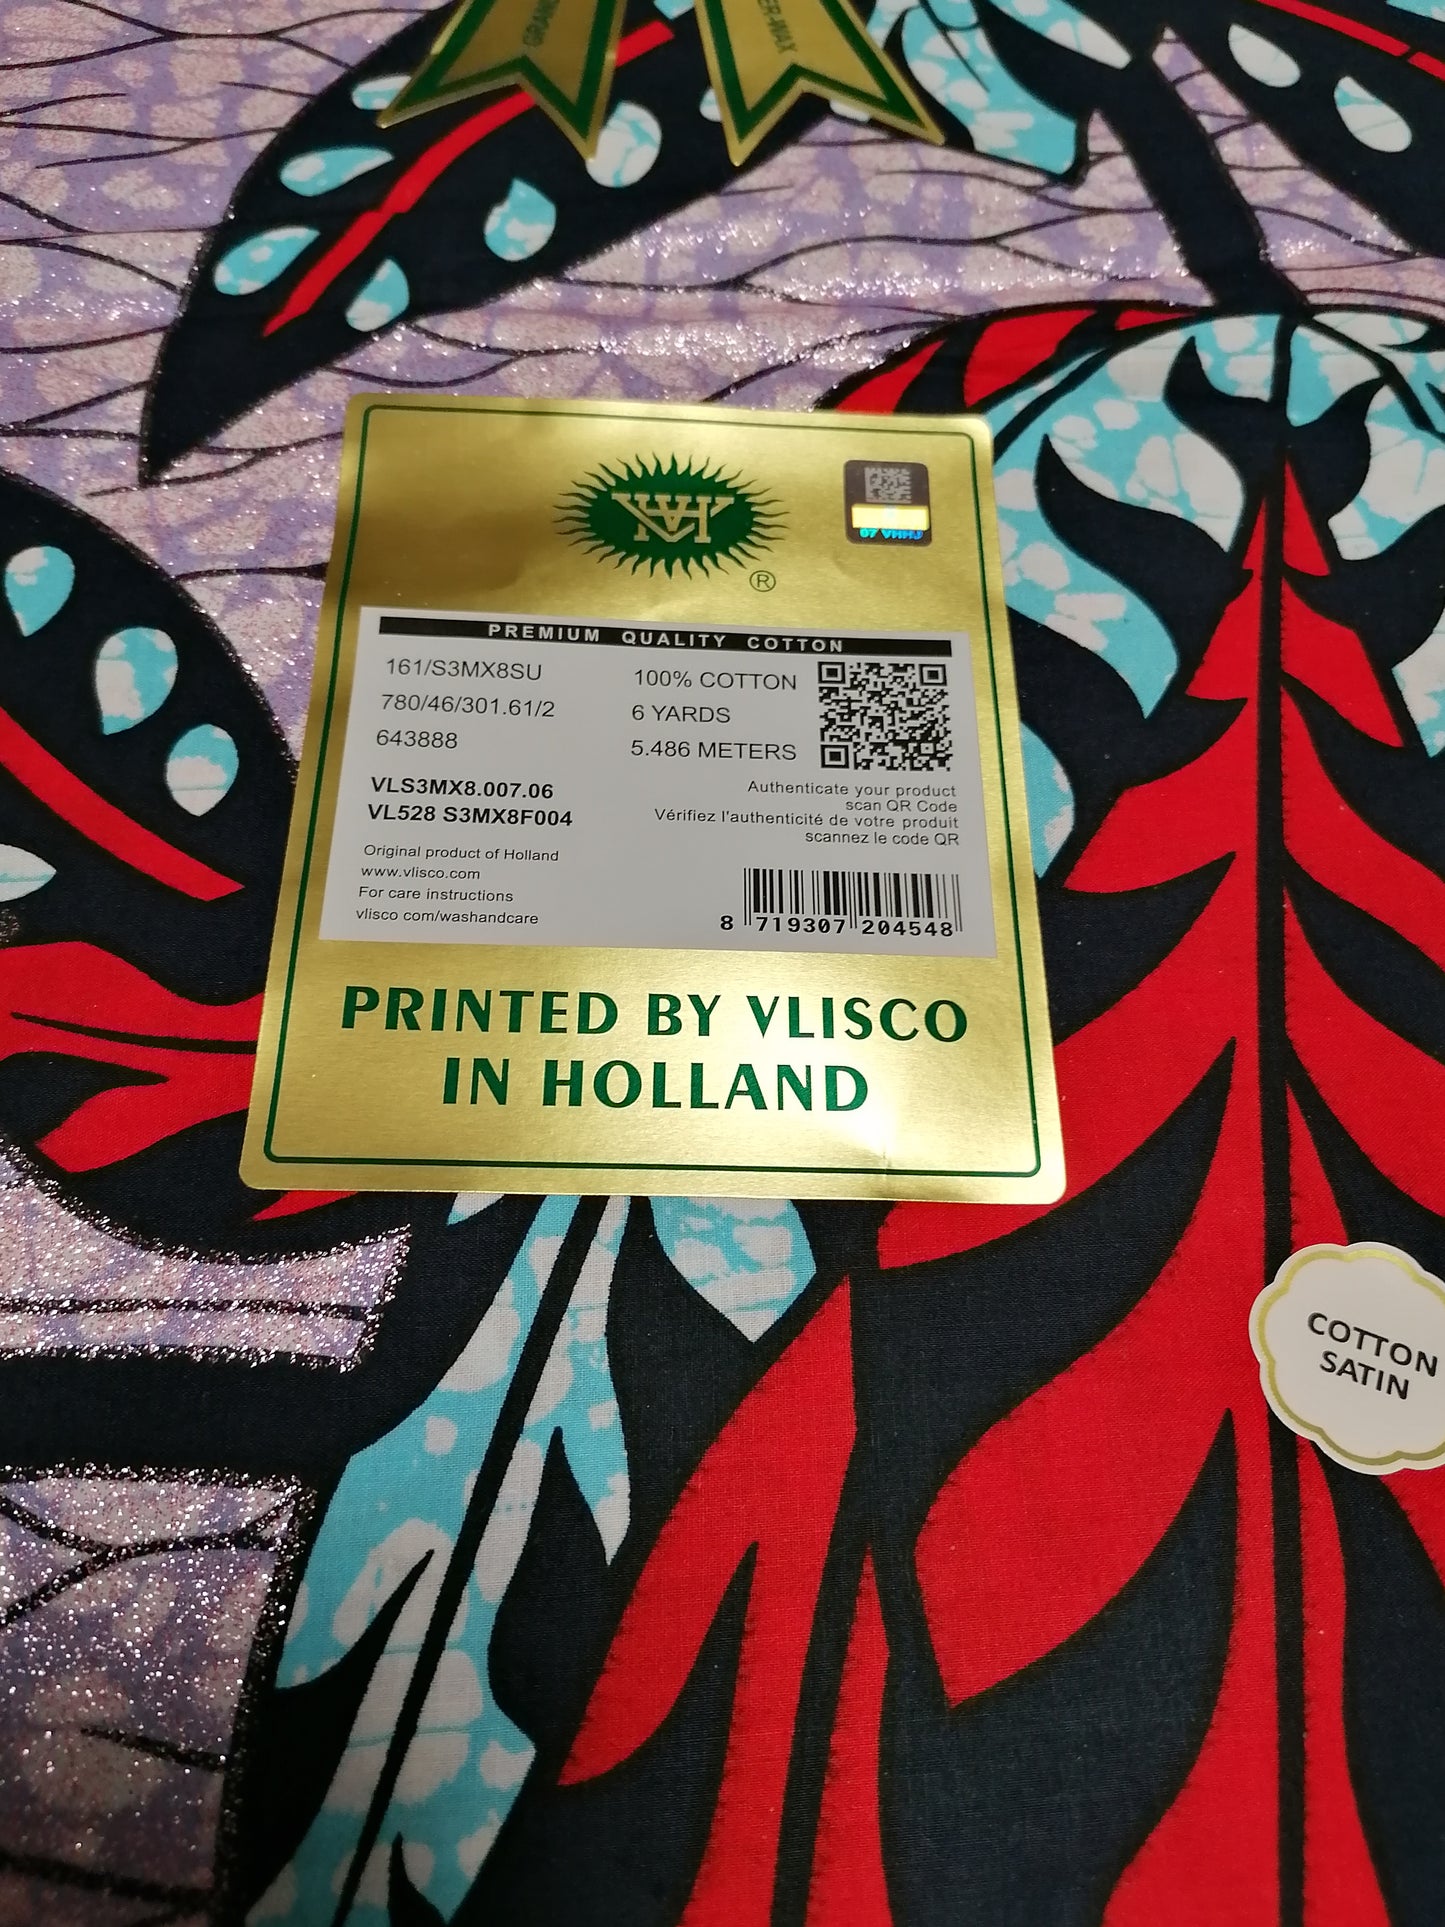 VHA
®
07 VHHJ
PREMIUM QUALITY COTTON
161/S3MX8SU
780/46/301.61/2
643888
100% COTTON
6 YARDS
5.486 METERS
VLS3MX8.007.06
VL528 S3MX8F004
Authenticate your product
scan QR Code
Vérifiez l'authenticité de votre produit
scannez le code QR
Original product of Holland
www.vlisco.com
For care instructions
vlisco com/washandcare
8 719307 204548
PRINTED BY VLISCO
IN HOLLAND
COTTON
SATIN